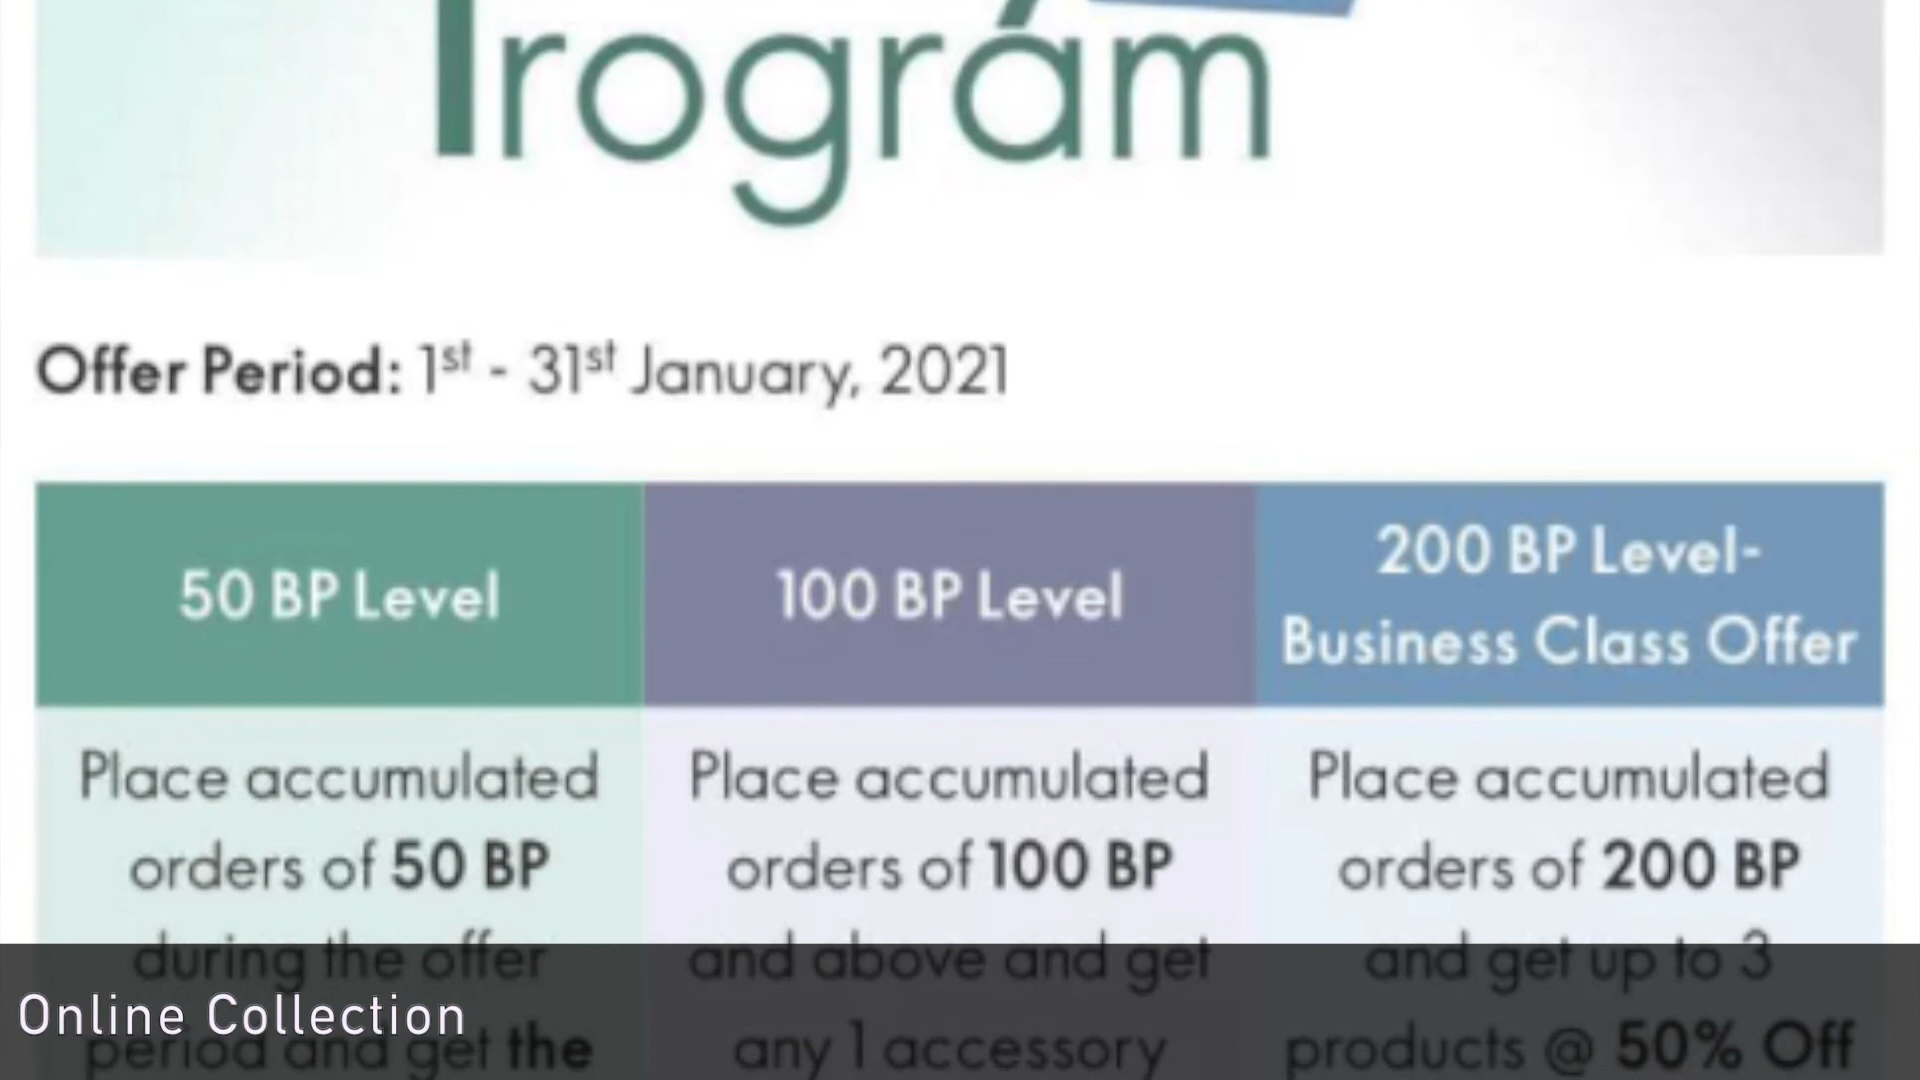 Program
Offer Period: 1st - 31st January, 2021
50 BP Level
100 BP Level
200 BP Level-
Business Class Offer
Place accumulated
orders of 50 BP
during the offer
period and get the
Place accumulated
orders of 100 BP
and above and get
any 1 accessory
Place accumulated
orders of 200 BP
and get up to 3
products @ 50% Off
Online Collection